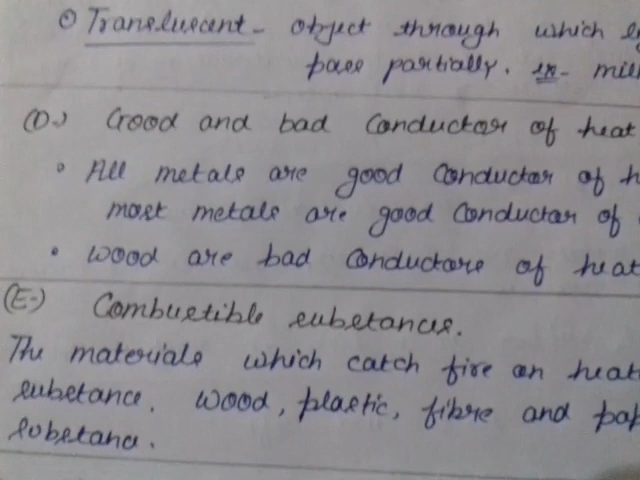 Translucent - object through which
pass partially. ex-
(D.) Good and bad conductor of heat
• All metals are good conductor of
most metals are good conductor of
• wood are bad conductors of heat
(E-) Combustible substances.
The materials which catch fire on heat
substance. wood, plastic, fibre and
substance.